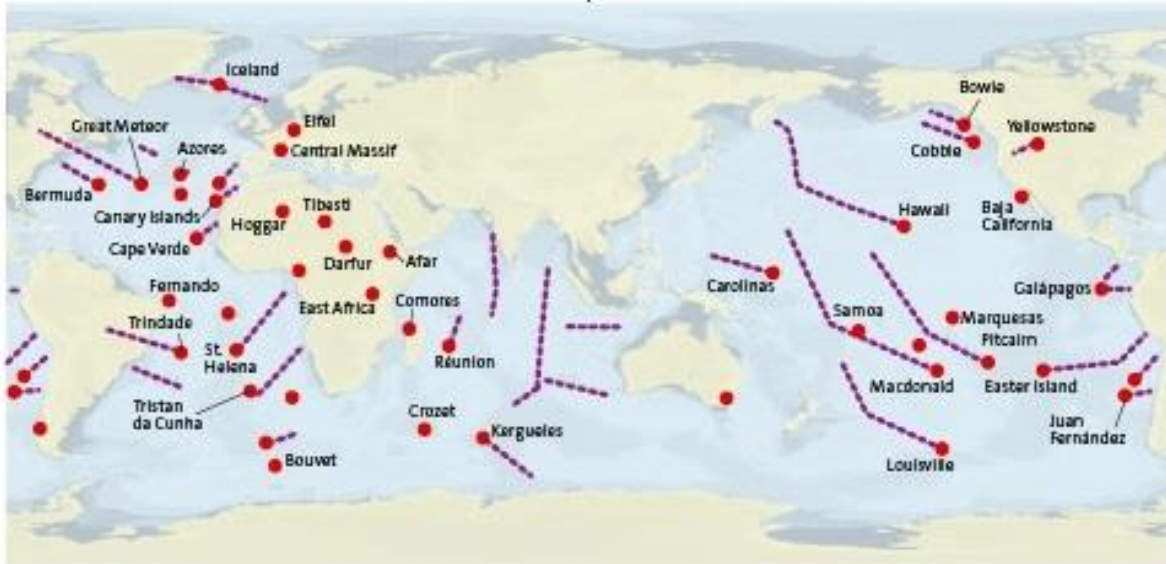 Iceland
Eifel
Central Massif
Great Meteor
Azores
Bermuda
Canary Islands
Cape Verde
Hoggar
Tibesti
Darfur
Afar
East Africa
Comores
Fernando
Trindade
St.
Helena
Réunion
Tristan
da Cunha
Bouvet
Crozet
Kergueles
Bowie
Cobbie
Yellowstone
Hawaii
Baja
California
Carolinas
Samoa
Galápagos
Marquesas
Pitcairn
Macdonald
Easter Island
Juan
Fernández
Louisville